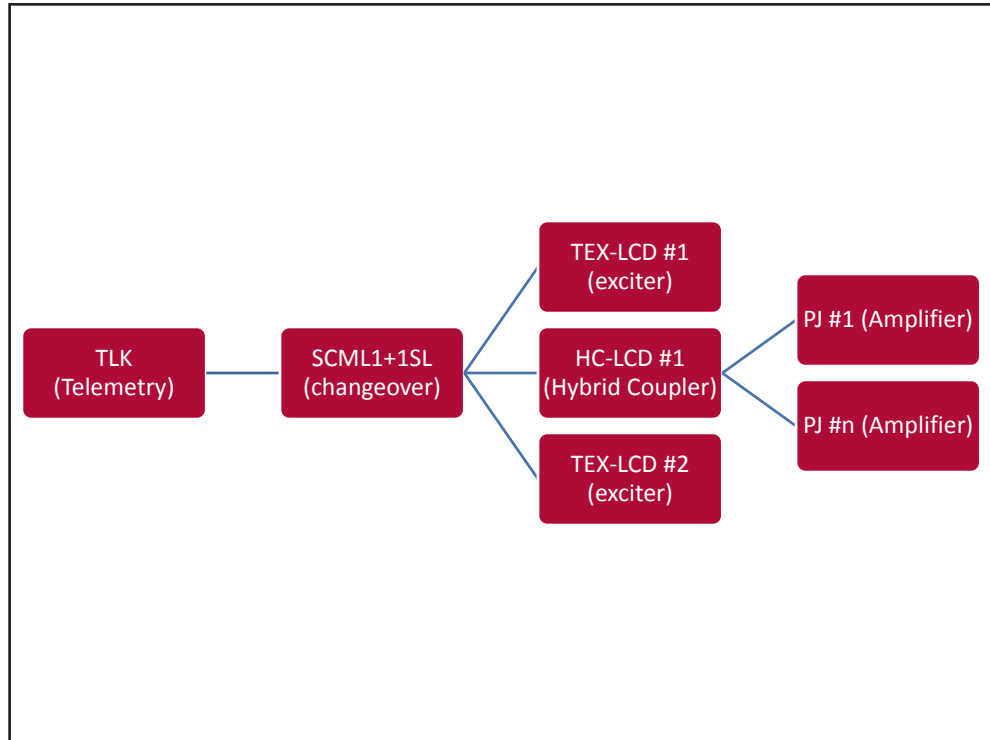 TLK
(Telemetry)
SCML1+1SL
(changeover)
TEX-LCD #1
(exciter)
HC-LCD #1
(Hybrid Coupler)
TEX-LCD #2
(exciter)
PJ #1 (Amplifier)
PJ #n (Amplifier)